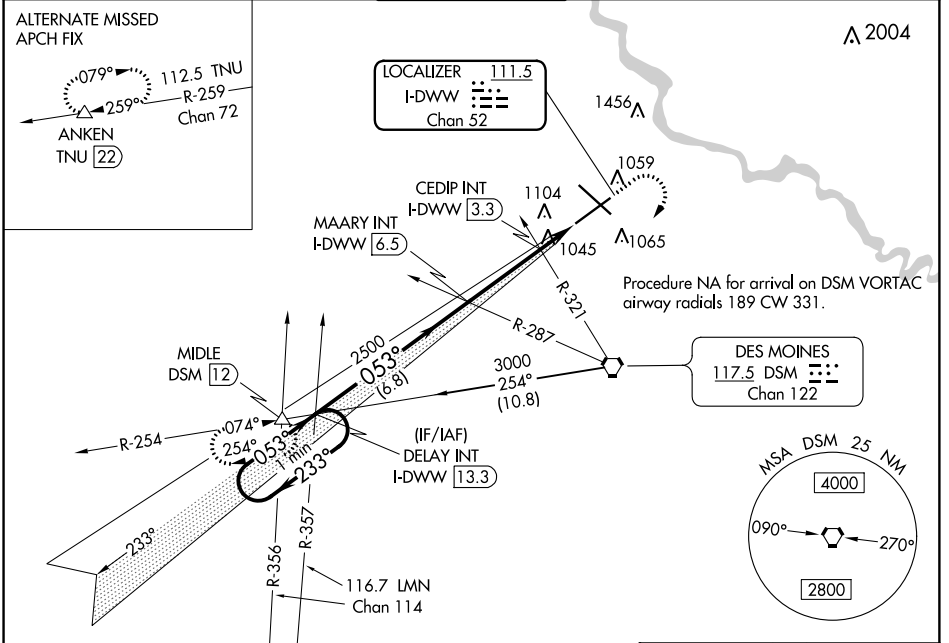 ALTERNATE MISSED
APCH FIX
079°
259°
112.5 TNU
R-259
Chan 72
ANKEN
TNU 22
LOCALIZER 111.5
I-DWW
Chan 52
2004
1456
1059
1104
1045
1065
CEDIP INT
I-DWW 3.3
MAARY INT
I-DWW 6.5
Procedure NA for arrival on DSM VORTAC
airway radials 189 CW 331.
R-321
R-287
2500
053°
(6.8)
3000
254°
(10.8)
DES MOINES
117.5 DSM
Chan 122
MIDLE
DSM 12
R-254
074°
254°
053°
1 min
233°
(IF/IAF)
DELAY INT
I-DWW 13.3
233°
R-356
R-357
116.7 LMN
Chan 114
MSA DSM 25 NM
4000
090°
270°
2800